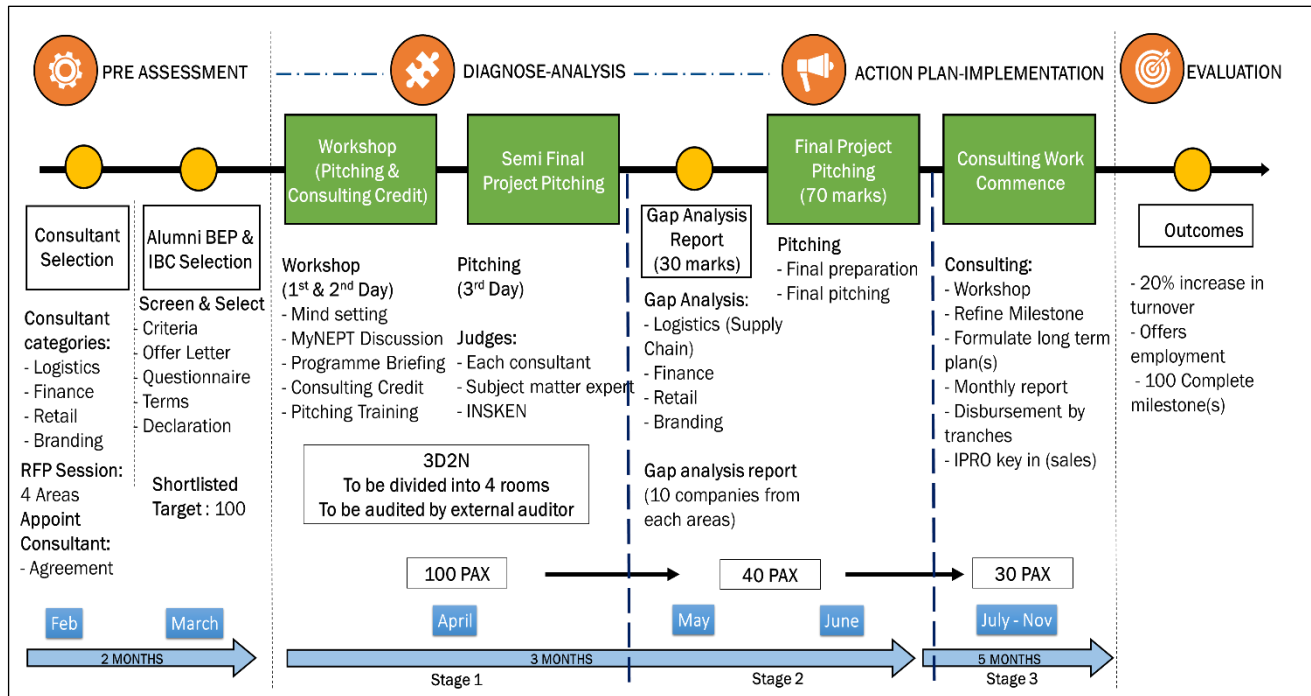 PRE ASSESSMENT
DIAGNOSE-ANALYSIS
ACTION PLAN-IMPLEMENTATION
EVALUATION
Workshop
(Pitching &
Consulting Credit)
Semi Final
Project Pitching
Final Project
Pitching
(70 marks)
Consulting Work
Commence
Consultant
Selection
Alumni BEP &
IBC Selection
Gap Analysis
Report
(30 marks)
Outcomes
Consultant
categories:
- Logistics
- Finance
- Retail
- Branding
RFP Session:
4 Areas
Appoint
Consultant:
- Agreement
Screen & Select
- Criteria
- Offer Letter
- Questionnaire
- Terms
- Declaration
Shortlisted
Target : 100
Workshop
(1st & 2nd Day)
- Mind setting
- MyNEPT Discussion
- Programme Briefing
- Consulting Credit
- Pitching Training
Pitching
(3rd Day)
Judges:
- Each consultant
- Subject matter expert
- INSKEN
3D2N
To be divided into 4 rooms
To be audited by external auditor
Gap Analysis:
- Logistics (Supply
Chain)
- Finance
- Retail
- Branding
Gap analysis report
(10 companies from
each areas)
Pitching
- Final preparation
- Final pitching
Consulting:
- Workshop
- Refine Milestone
- Formulate long term
plan(s)
- Monthly report
- Disbursement by
tranches
- IPRO key in (sales)
- 20% increase in
turnover
- Offers
employment
- 100 Complete
milestone(s)
100 PAX
40 PAX
30 PAX
Feb
March
April
May
June
July - Nov
2 MONTHS
3 MONTHS
5 MONTHS
Stage 1
Stage 2
Stage 3